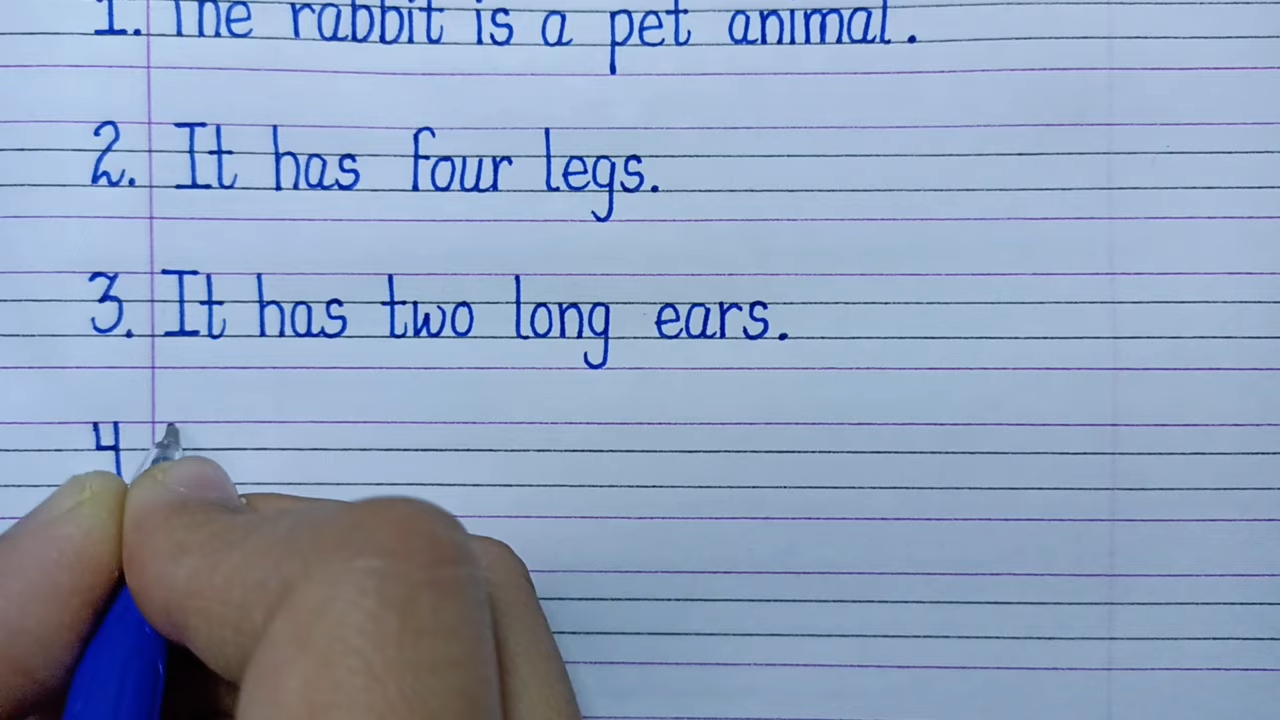 1. The rabbit is a pet animal.
2. It has four legs.
3. It has two long ears.
4